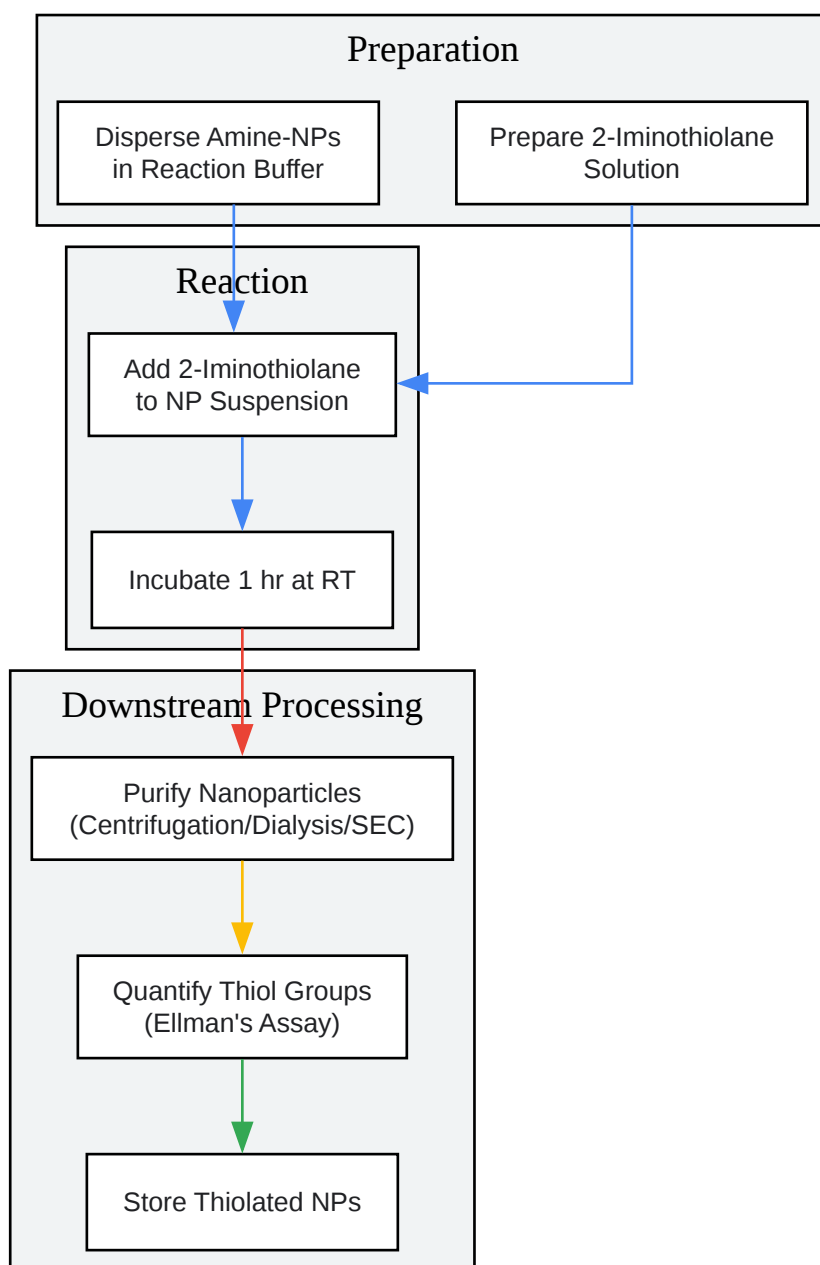 Preparation
Disperse Amine-NPs
in Reaction Buffer
Prepare 2-Iminothiolane
Solution
Reaction
Add 2-Iminothiolane
to NP Suspension
Incubate 1 hr at RT
Downstream Processing
Purify Nanoparticles
(Centrifugation/Dialysis/SEC)
Quantify Thiol Groups
(Ellman's Assay)
Store Thiolated NPs